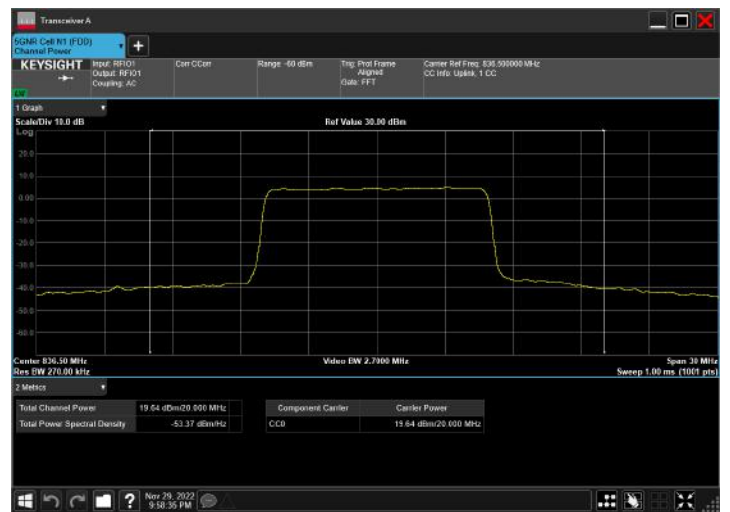 Transceiver A
5GNR Cell N1 (FDD)
Channel Power
KEYSIGHT
Input: RFIO1
Output: RFIO1
Coupling: AC
Corr CCorr
Range: -60 dBm
Trig: Prot Frame
Aligned
Gate: FFT
Carrier Ref Freq: 836.500000 MHz
CC Info: Uplink, 1 CC
1 Graph
Scale/Div 10.0 dB
Ref Value 30.00 dBm
Log
20.0
10.0
0.00
-10.0
-20.0
-30.0
-40.0
-50.0
-60.0
Center 836.50 MHz
Video BW 2.7000 MHz
Span 30 MHz
Res BW 270.00 kHz
Sweep 1.00 ms (1001 pts)
2 Metrics
Total Channel Power 19.64 dBm/20.000 MHz
Total Power Spectral Density -53.37 dBm/Hz
Component Carrier Carrier Power
CC0 19.64 dBm/20.000 MHz
Nov 29, 2022
9:58:35 PM